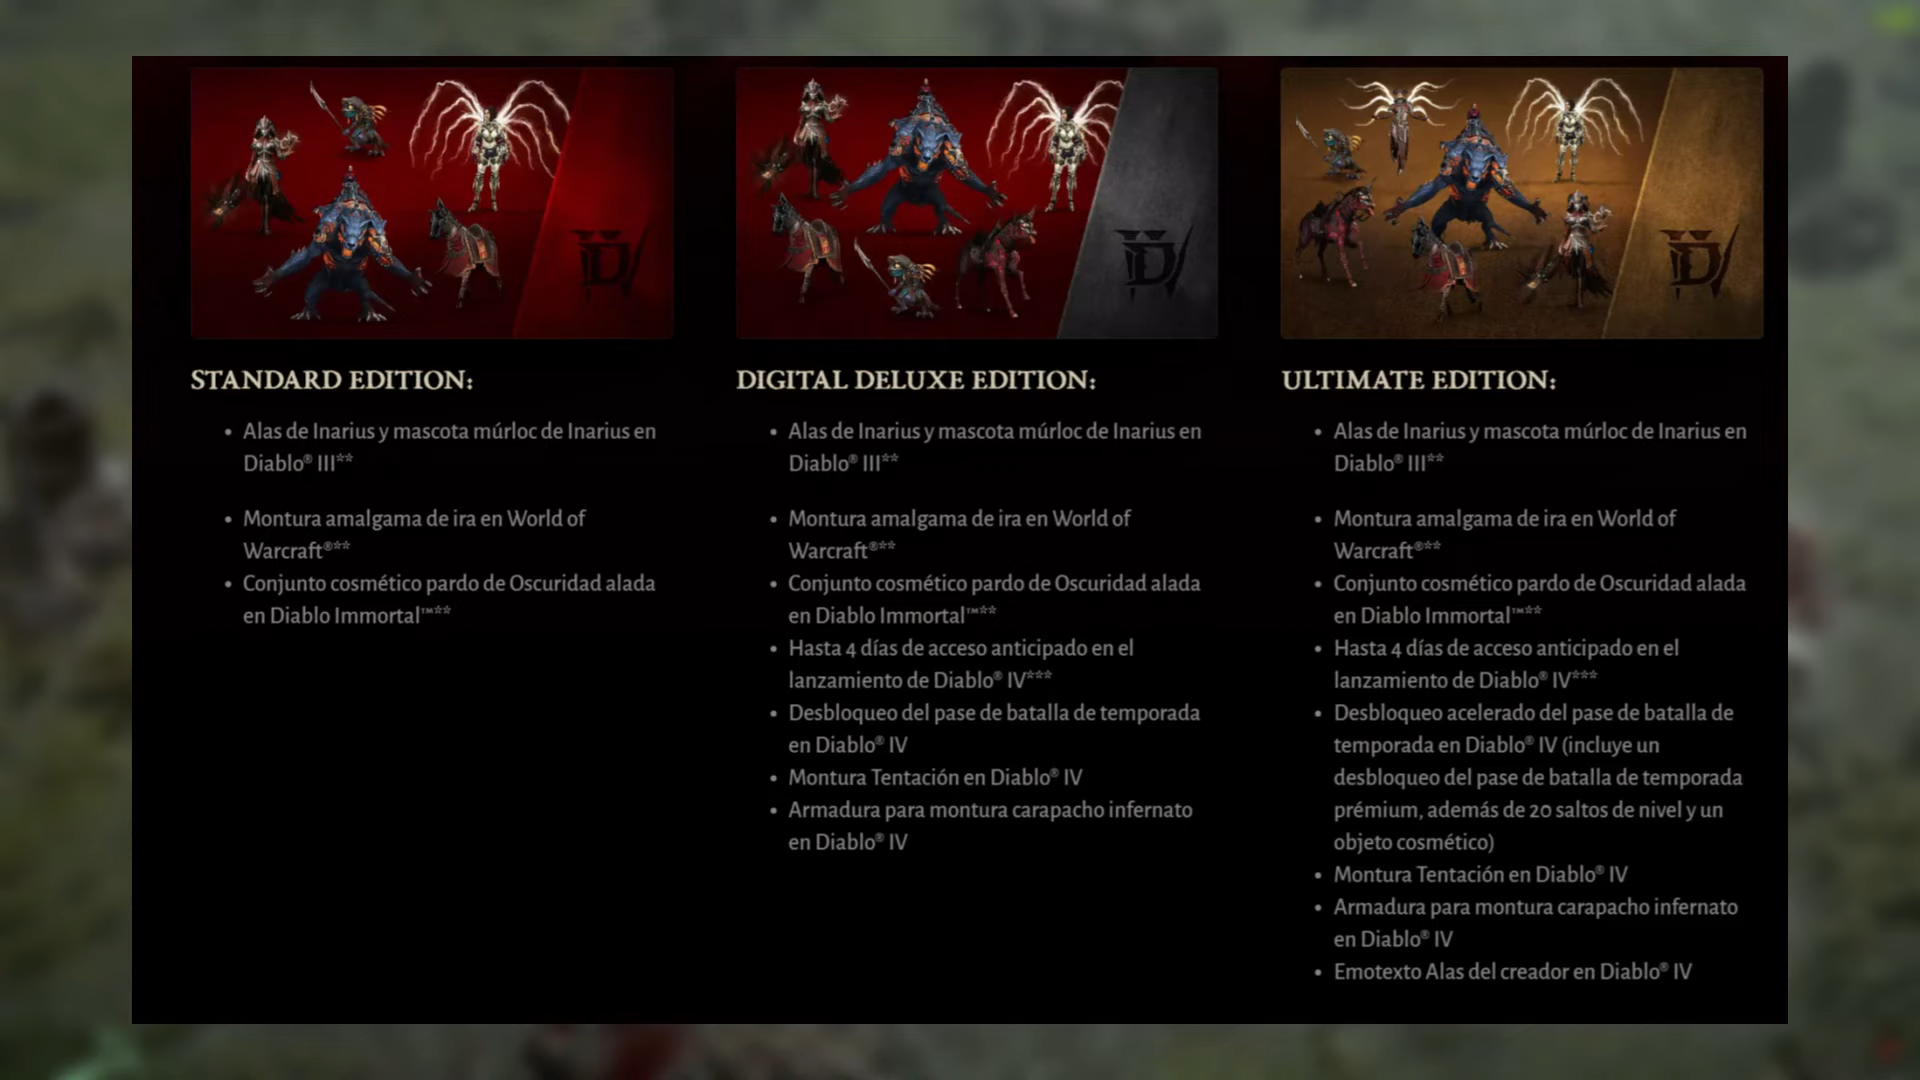 STANDARD EDITION:
• Alas de Inarius y mascota múrloc de Inarius en
Diablo® III**
• Montura amalgama de ira en World of
Warcraft®**
• Conjunto cosmético pardo de Oscuridad alada
en Diablo Immortal™**
DIGITAL DELUXE EDITION:
• Alas de Inarius y mascota múrloc de Inarius en
Diablo® III**
• Montura amalgama de ira en World of
Warcraft®**
• Conjunto cosmético pardo de Oscuridad alada
en Diablo Immortal™**
• Hasta 4 días de acceso anticipado en el
lanzamiento de Diablo® IV***
• Desbloqueo del pase de batalla de temporada
en Diablo® IV
• Montura Tentación en Diablo® IV
• Armadura para montura carapacho infernato
en Diablo® IV
ULTIMATE EDITION:
• Alas de Inarius y mascota múrloc de Inarius en
Diablo® III**
• Montura amalgama de ira en World of
Warcraft®**
• Conjunto cosmético pardo de Oscuridad alada
en Diablo Immortal™**
• Hasta 4 días de acceso anticipado en el
lanzamiento de Diablo® IV***
• Desbloqueo acelerado del pase de batalla de
temporada en Diablo® IV (incluye un
desbloqueo del pase de batalla de temporada
prémium, además de 20 saltos de nivel y un
objeto cosmético)
• Montura Tentación en Diablo® IV
• Armadura para montura carapacho infernato
en Diablo® IV
• Emotexto Alas del creador en Diablo® IV